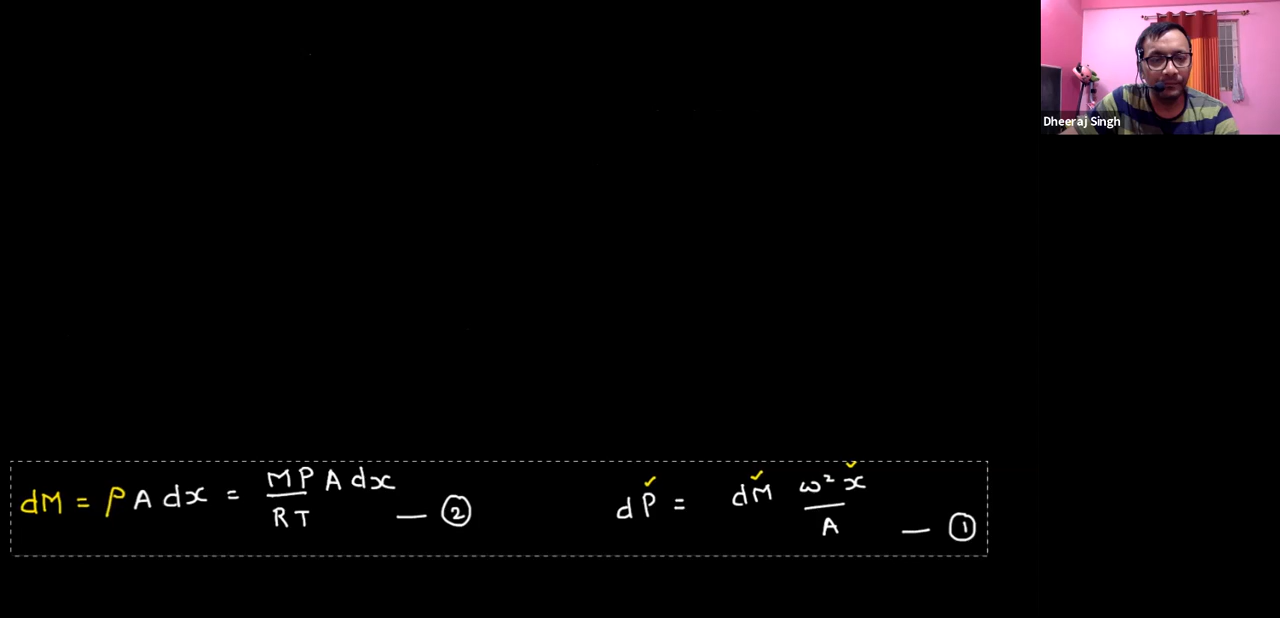 Dheeraj Singh
dM = ρ A dx = MP/RT A dx — ②
dP = dM ω² x/A — ①